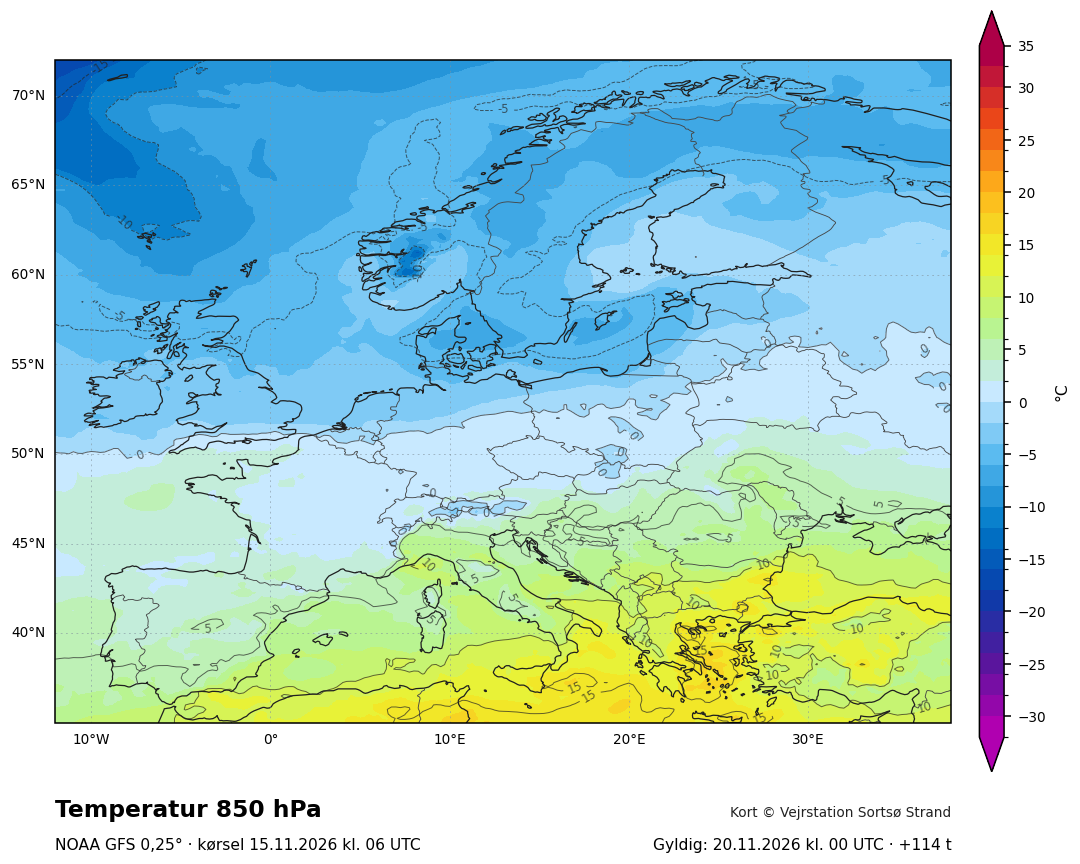 70°N
65°N
60°N
55°N
50°N
45°N
40°N
10°W
0°
10°E
20°E
30°E
35
30
25
20
15
10
5
0
−5
−10
−15
−20
−25
−30
°C
Temperatur 850 hPa
Kort © Vejrstation Sortsø Strand
NOAA GFS 0,25° · kørsel 15.11.2026 kl. 06 UTC
Gyldig: 20.11.2026 kl. 00 UTC · +114 t